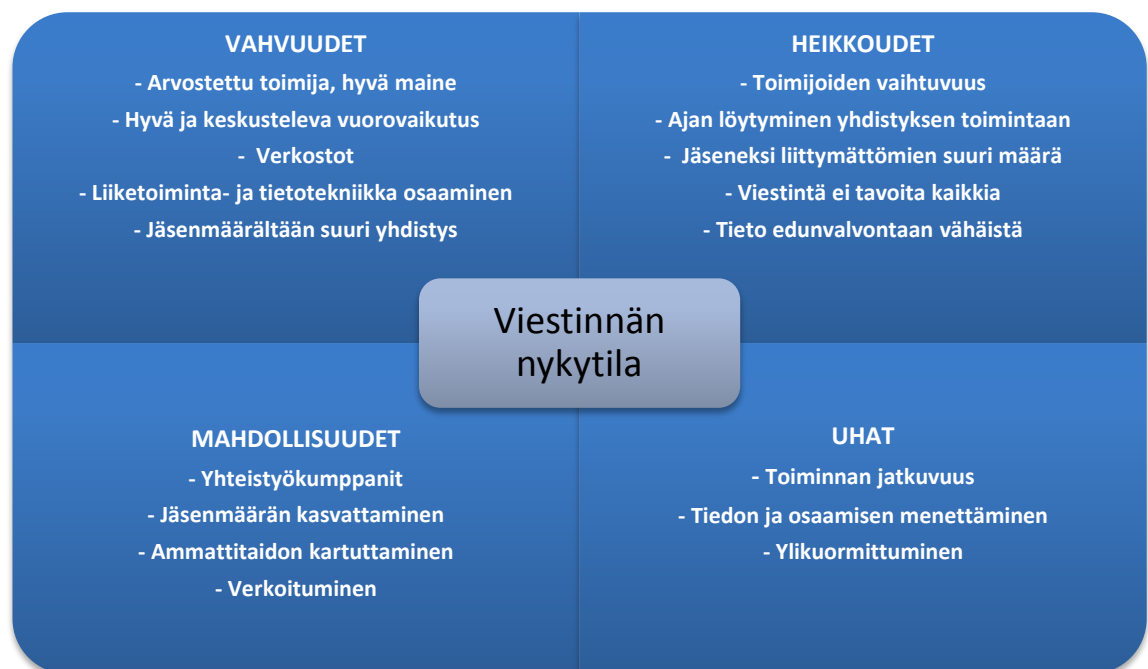 VAHVUUDET
- Arvostettu toimija, hyvä maine
- Hyvä ja keskusteleva vuorovaikutus
- Verkostot
- Liiketoiminta- ja tietotekniikka osaaminen
- Jäsenmäärältään suuri yhdistys
HEIKKOUDET
- Toimijoiden vaihtuvuus
- Ajan löytyminen yhdistyksen toimintaan
- Jäseneksi liittymättömien suuri määrä
- Viestintä ei tavoita kaikkia
- Tieto edunvalvontaan vähäistä
Viestinnän
nykytila
MAHDOLLISUUDET
- Yhteistyökumppanit
- Jäsenmäärän kasvattaminen
- Ammattitaidon kartuttaminen
- Verkoituminen
UHAT
- Toiminnan jatkuvuus
- Tiedon ja osaamisen menettäminen
- Ylikuormittuminen